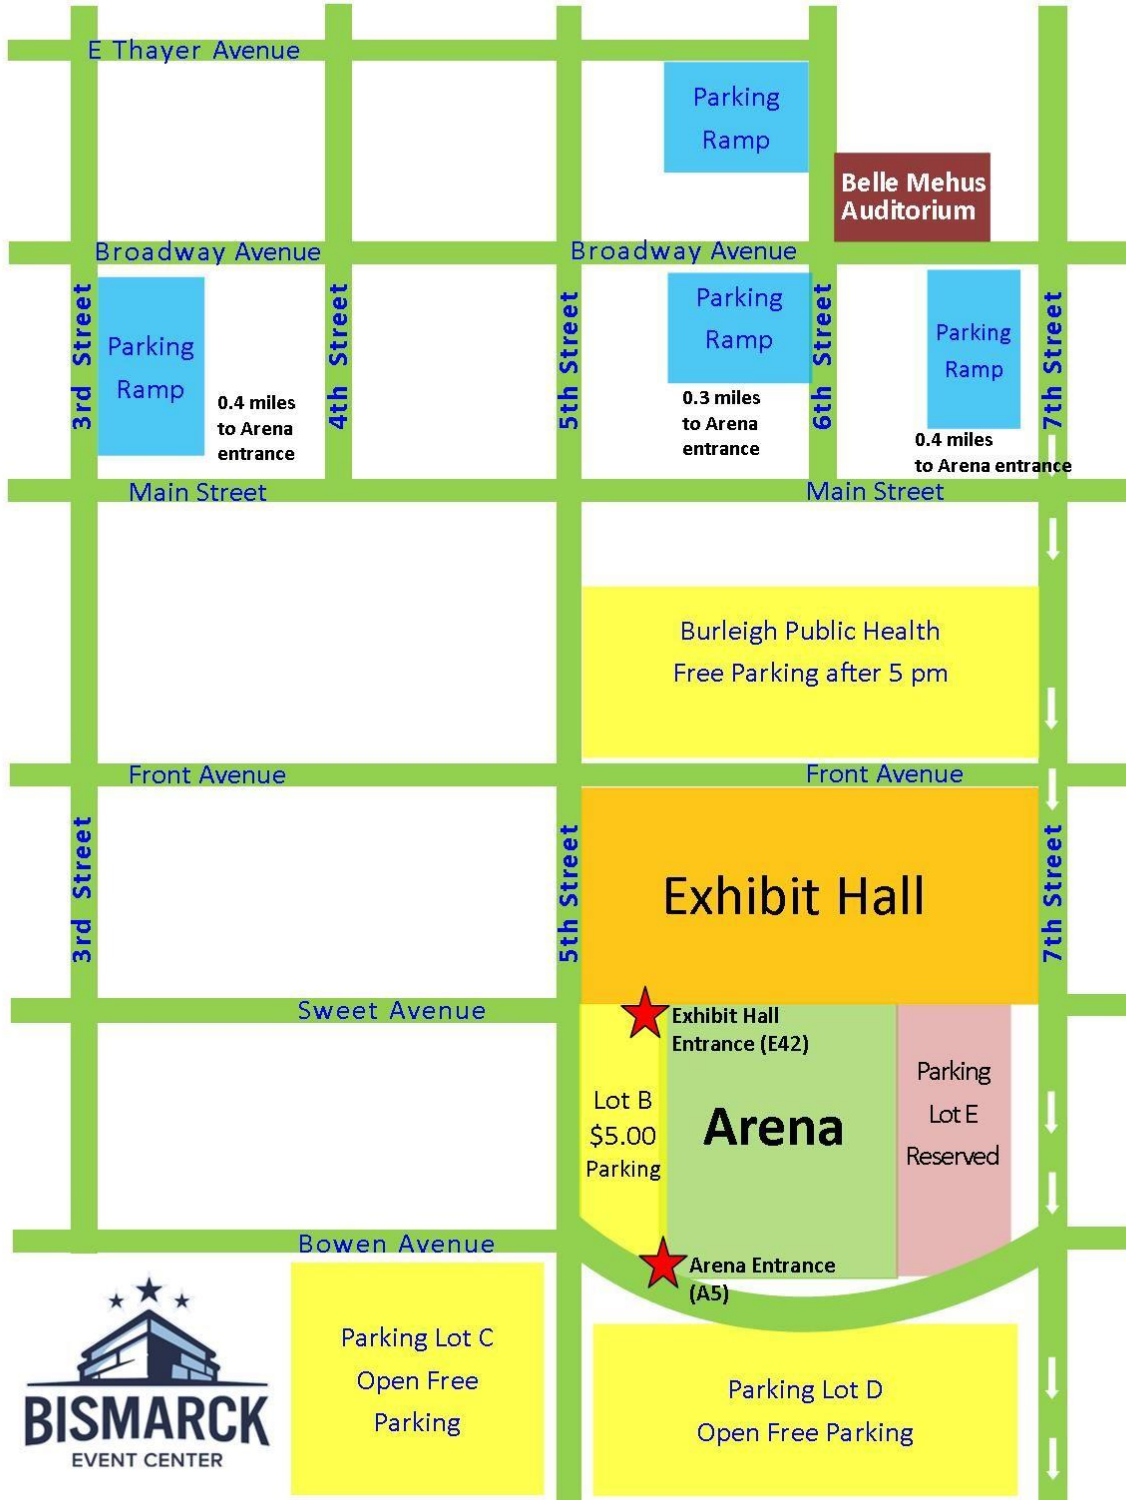 E Thayer Avenue
Parking
Ramp
Belle Mehus
Auditorium
Broadway Avenue
Broadway Avenue
3rd Street
Parking
Ramp
0.4 miles
to Arena
entrance
4th Street
5th Street
Parking
Ramp
0.3 miles
to Arena
entrance
6th Street
Parking
Ramp
0.4 miles
to Arena entrance
7th Street
Main Street
Main Street
Burleigh Public Health
Free Parking after 5 pm
Front Avenue
Front Avenue
3rd Street
5th Street
Exhibit Hall
7th Street
Sweet Avenue
Exhibit Hall
Entrance (E42)
Lot B
$5.00
Parking
Arena
Parking
Lot E
Reserved
Bowen Avenue
Arena Entrance
(A5)
BISMARCK
EVENT CENTER
Parking Lot C
Open Free
Parking
Parking Lot D
Open Free Parking